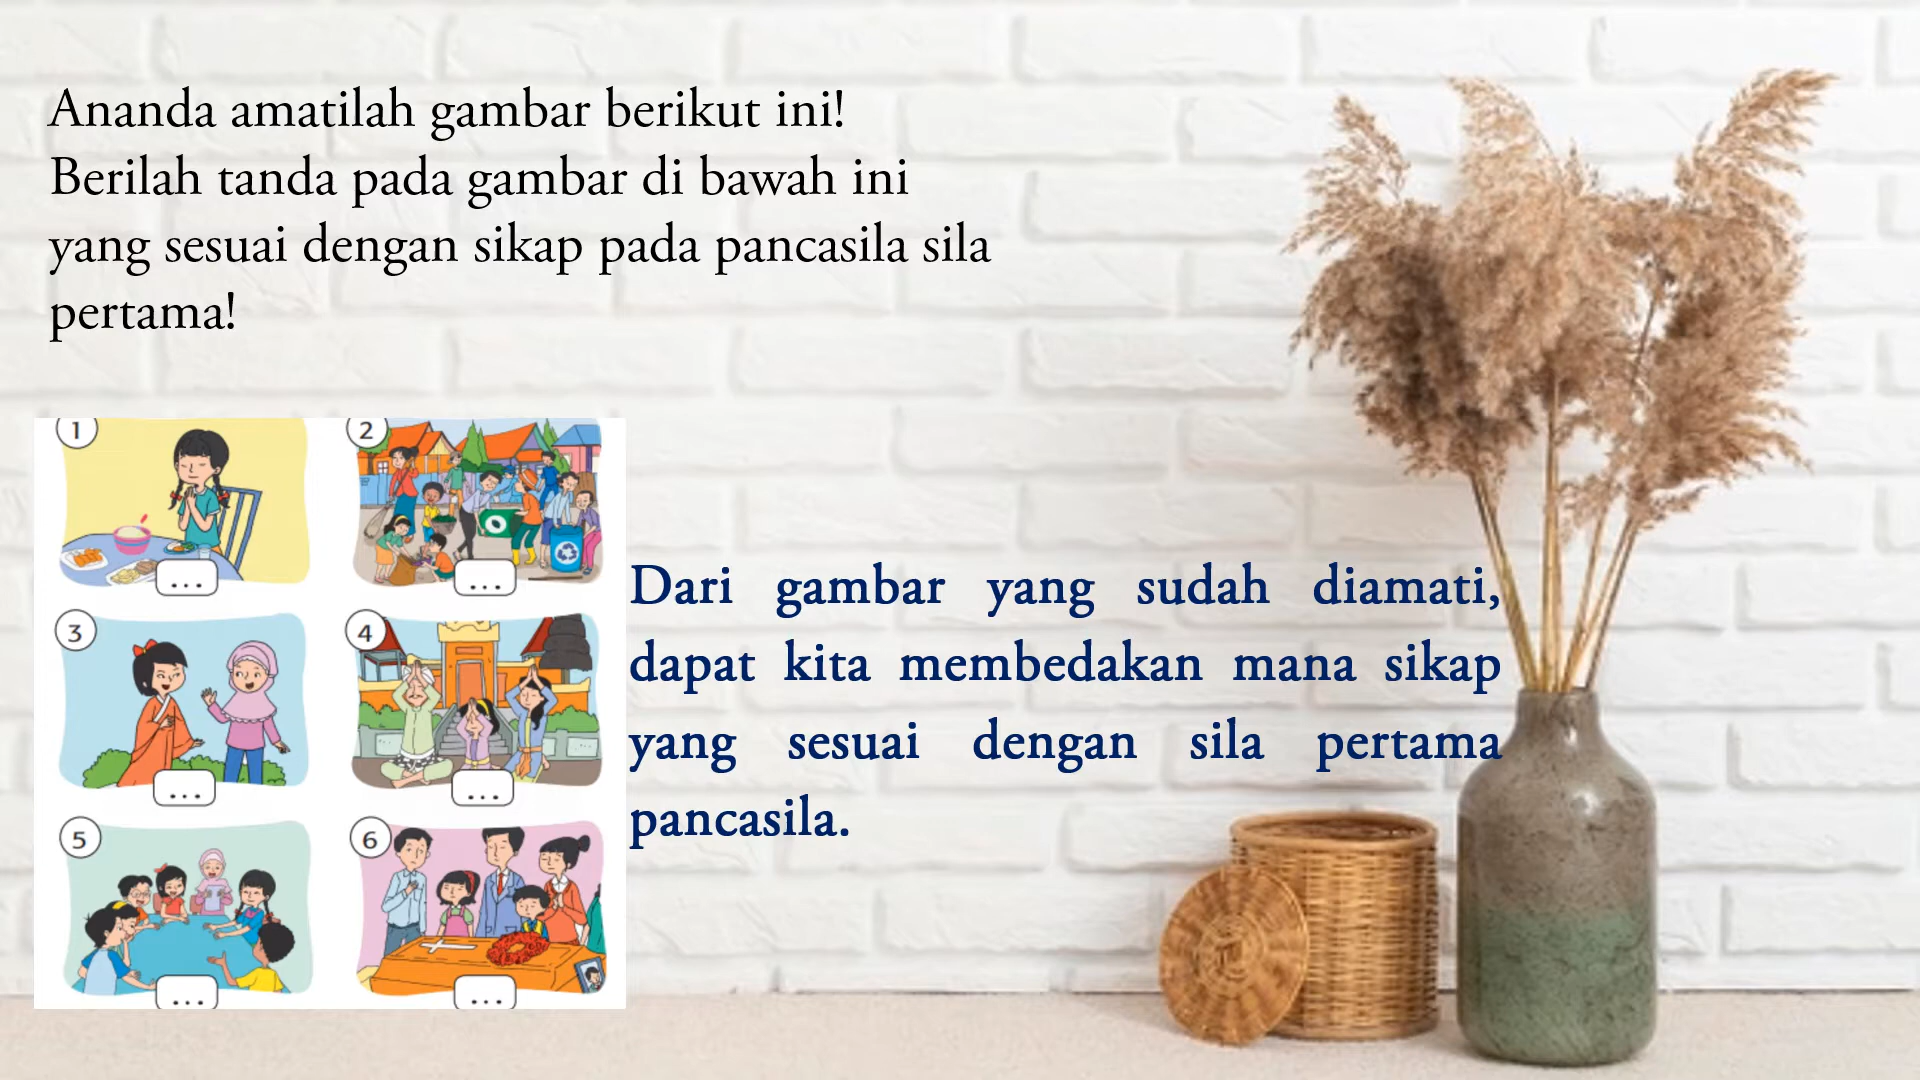 Ananda amatilah gambar berikut ini!
Berilah tanda pada gambar di bawah ini
yang sesuai dengan sikap pada pancasila sila
pertama!
1
2
...
...
3
4
...
...
5
6
...
...
Dari gambar yang sudah diamati,
dapat kita membedakan mana sikap
yang sesuai dengan sila pertama
pancasila.